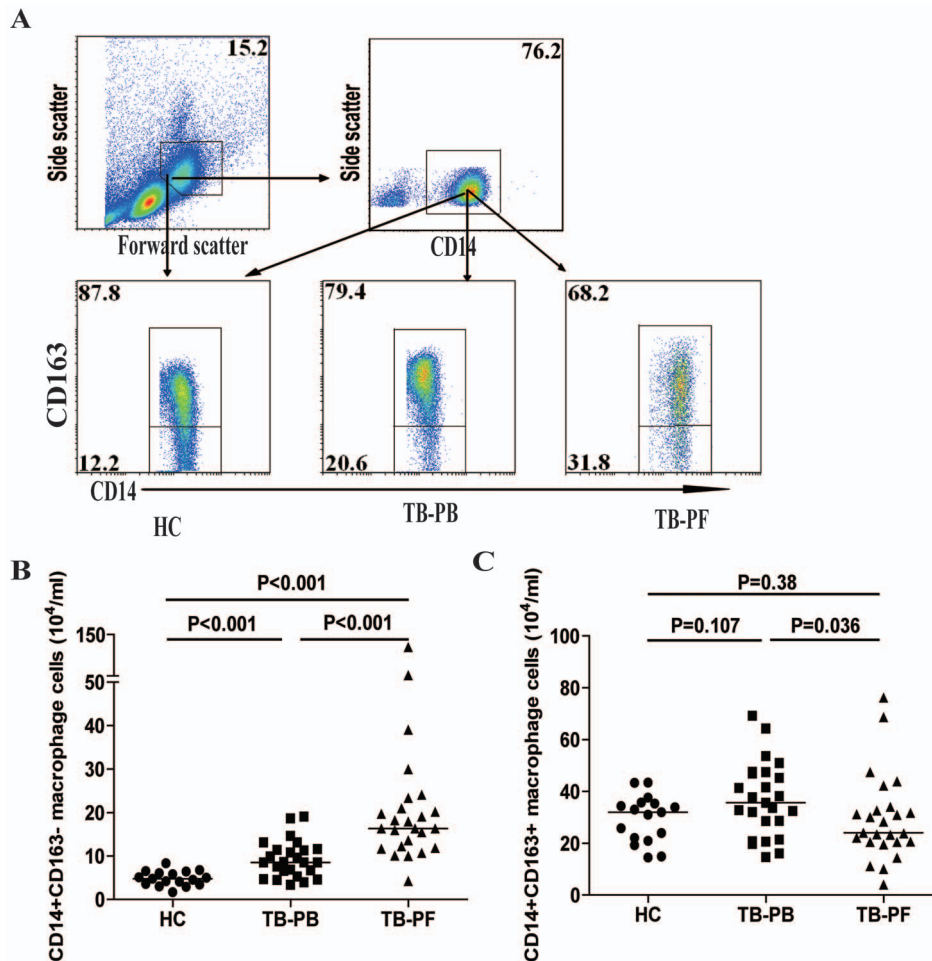 A
15.2
76.2
Side scatter
Side scatter
Forward scatter
CD14
87.8
79.4
68.2
CD163
12.2
20.6
31.8
CD14
HC
TB-PB
TB-PF
B
CD14+CD163- macrophage cells (10⁴/ml)
P<0.001
P<0.001
P<0.001
150
50
40
30
20
10
0
HC
TB-PB
TB-PF
C
CD14+CD163+ macrophage cells (10⁴/ml)
P=0.38
P=0.107
P=0.036
100
80
60
40
20
0
HC
TB-PB
TB-PF